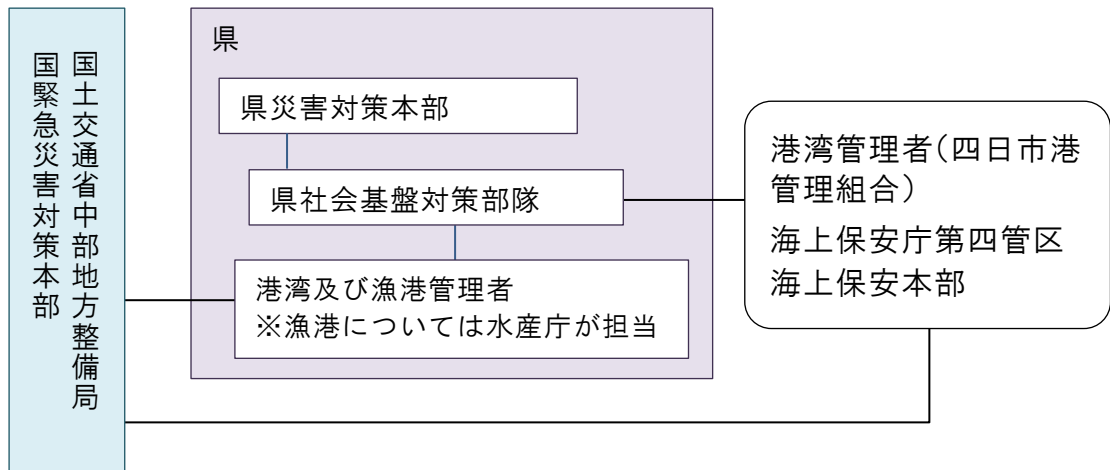 国土交通省中部地方整備局
国緊急災害対策本部
県
県災害対策本部
県社会基盤対策部隊
港湾及び漁港管理者
※漁港については水産庁が担当
港湾管理者（四日市港
管理組合）
海上保安庁第四管区
海上保安本部